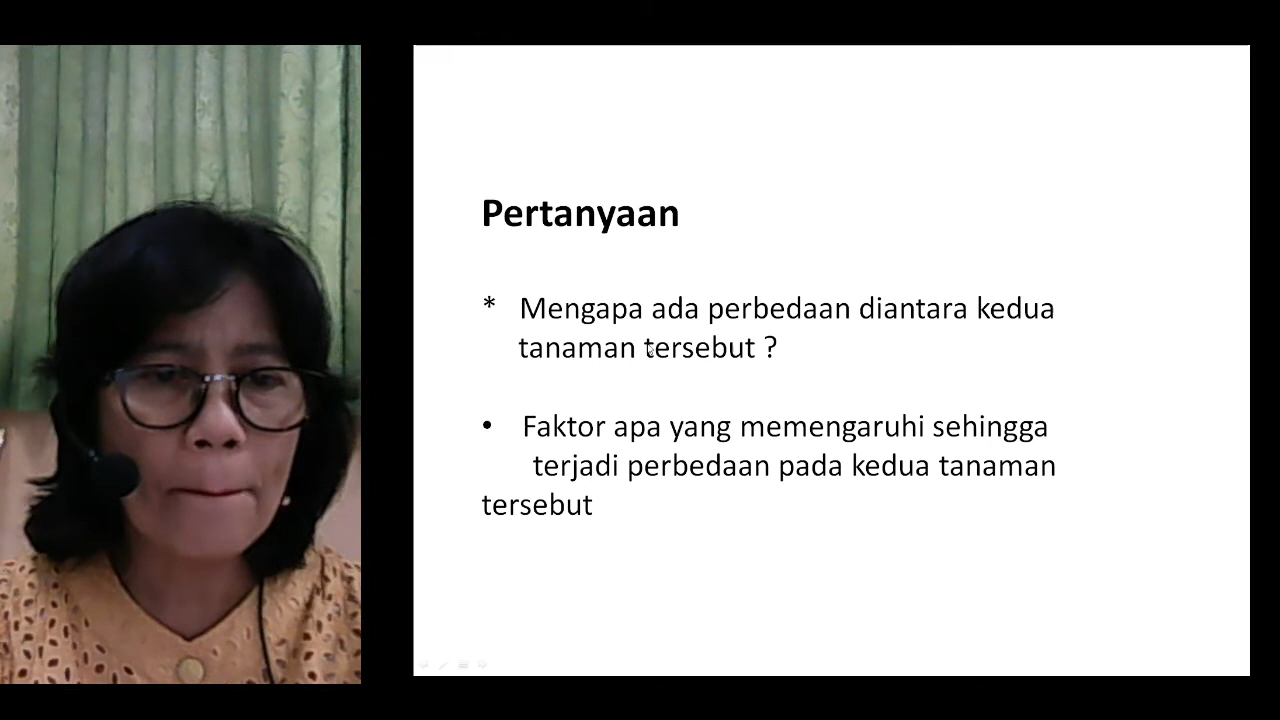 Pertanyaan
* Mengapa ada perbedaan diantara kedua
tanaman tersebut ?
• Faktor apa yang memengaruhi sehingga
terjadi perbedaan pada kedua tanaman
tersebut